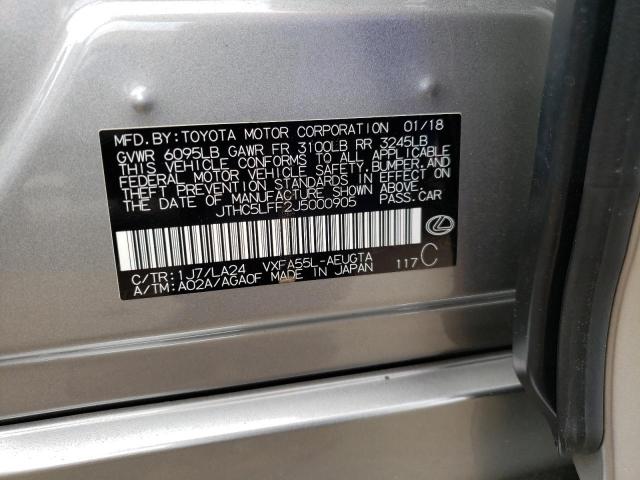 MFD.BY:TOYOTA MOTOR CORPORATION 01/18
GVWR 6095LB GAWR FR 3100LB RR 3245LB
THIS VEHICLE CONFORMS TO ALL APPLICABLE
FEDERAL MOTOR VEHICLE SAFETY,BUMPER,AND
THEFT PREVENTION STANDARDS IN EFFECT ON
THE DATE OF MANUFACTURE SHOWN ABOVE.
JTHC5LFF2J5000905 PASS.CAR
C/TR:1J7/LA24 VXFA55L-AEUGTA
A/TM:A02A/AGA0F MADE IN JAPAN 117C